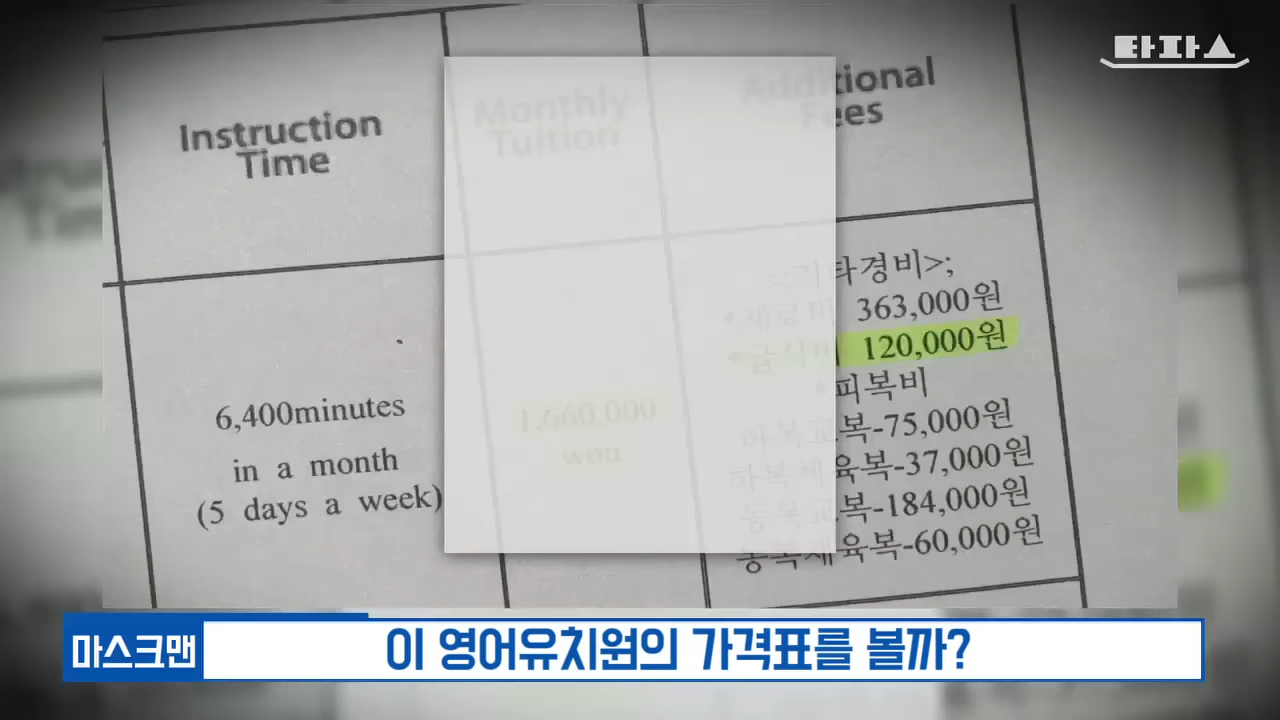 타파스
Instruction
Time
Monthly
Tuition
Additional
Fees
6,400minutes
in a month
(5 days a week)
1,660,000
won
<기타경비>;
•재료비 363,000원
•급식비 120,000원
•피복비
하복교복-75,000원
하복체육복-37,000원
동복교복-184,000원
동복체육복-60,000원
마스크맨
이 영어유치원의 가격표를 볼까?